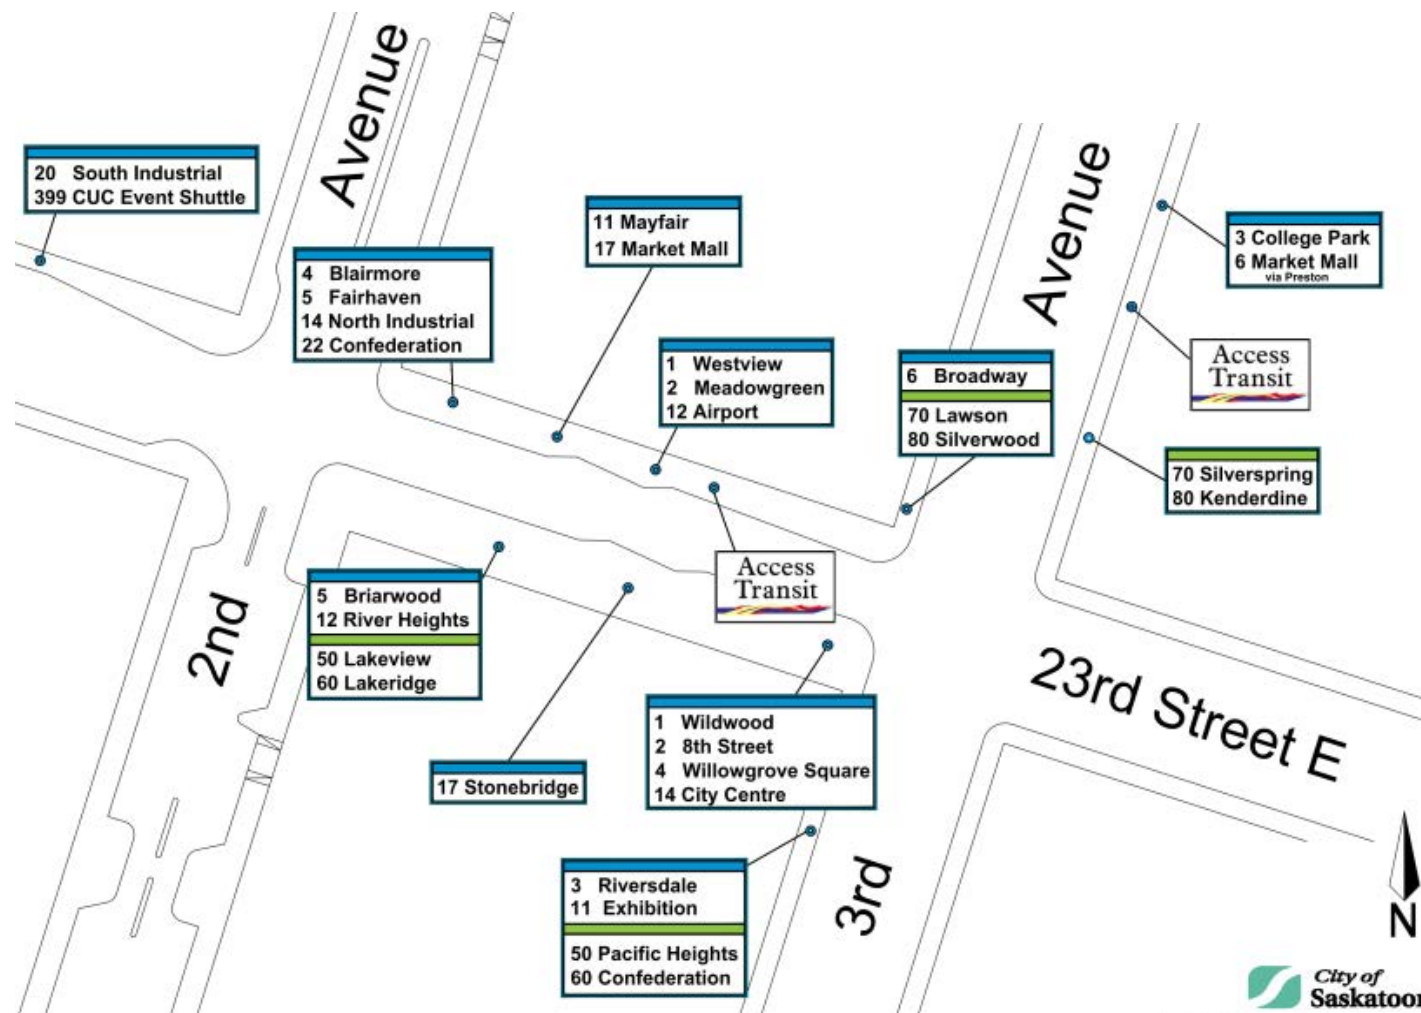 Avenue
20 South Industrial
399 CUC Event Shuttle
4 Blairmore
5 Fairhaven
14 North Industrial
22 Confederation
11 Mayfair
17 Market Mall
1 Westview
2 Meadowgreen
12 Airport
6 Broadway
70 Lawson
80 Silverwood
Avenue
3 College Park
6 Market Mall
via Preston
Access
Transit
70 Silverspring
80 Kenderdine
Access
Transit
2nd
5 Briarwood
12 River Heights
50 Lakeview
60 Lakeridge
17 Stonebridge
1 Wildwood
2 8th Street
4 Willowgrove Square
14 City Centre
23rd Street E
3 Riversdale
11 Exhibition
50 Pacific Heights
60 Confederation
3rd
N
City of
Saskatoon